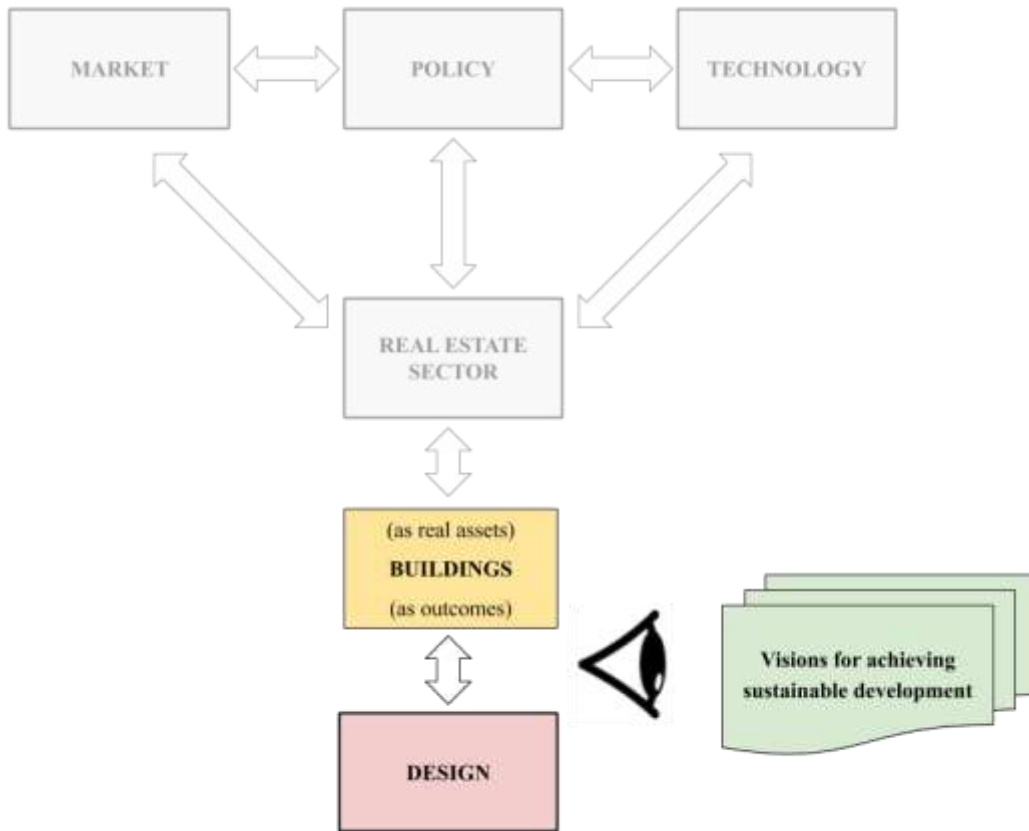 MARKET
POLICY
TECHNOLOGY
REAL ESTATE
SECTOR
(as real assets)
BUILDINGS
(as outcomes)
Visions for achieving
sustainable development
DESIGN